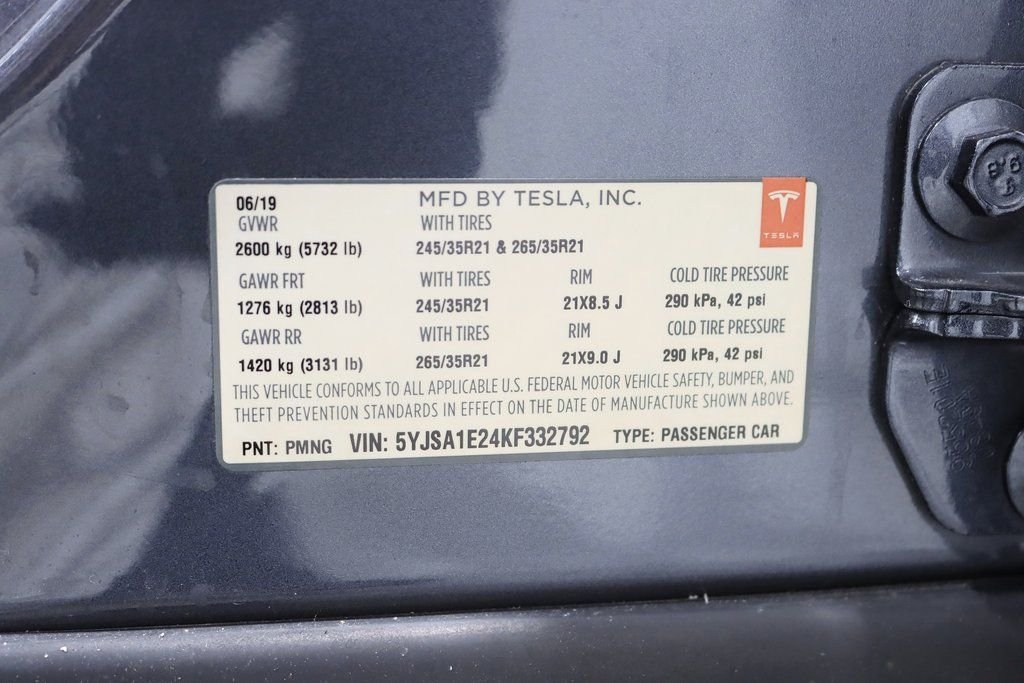 06/19 MFD BY TESLA, INC.
GVWR WITH TIRES
2600 kg (5732 lb) 245/35R21 & 265/35R21
TESLA
GAWR FRT WITH TIRES RIM COLD TIRE PRESSURE
1276 kg (2813 lb) 245/35R21 21X8.5 J 290 kPa, 42 psi
GAWR RR WITH TIRES RIM COLD TIRE PRESSURE
1420 kg (3131 lb) 265/35R21 21X9.0 J 290 kPa, 42 psi
THIS VEHICLE CONFORMS TO ALL APPLICABLE U.S. FEDERAL MOTOR VEHICLE SAFETY, BUMPER, AND
THEFT PREVENTION STANDARDS IN EFFECT ON THE DATE OF MANUFACTURE SHOWN ABOVE.
PNT: PMNG VIN: 5YJSA1E24KF332792 TYPE: PASSENGER CAR